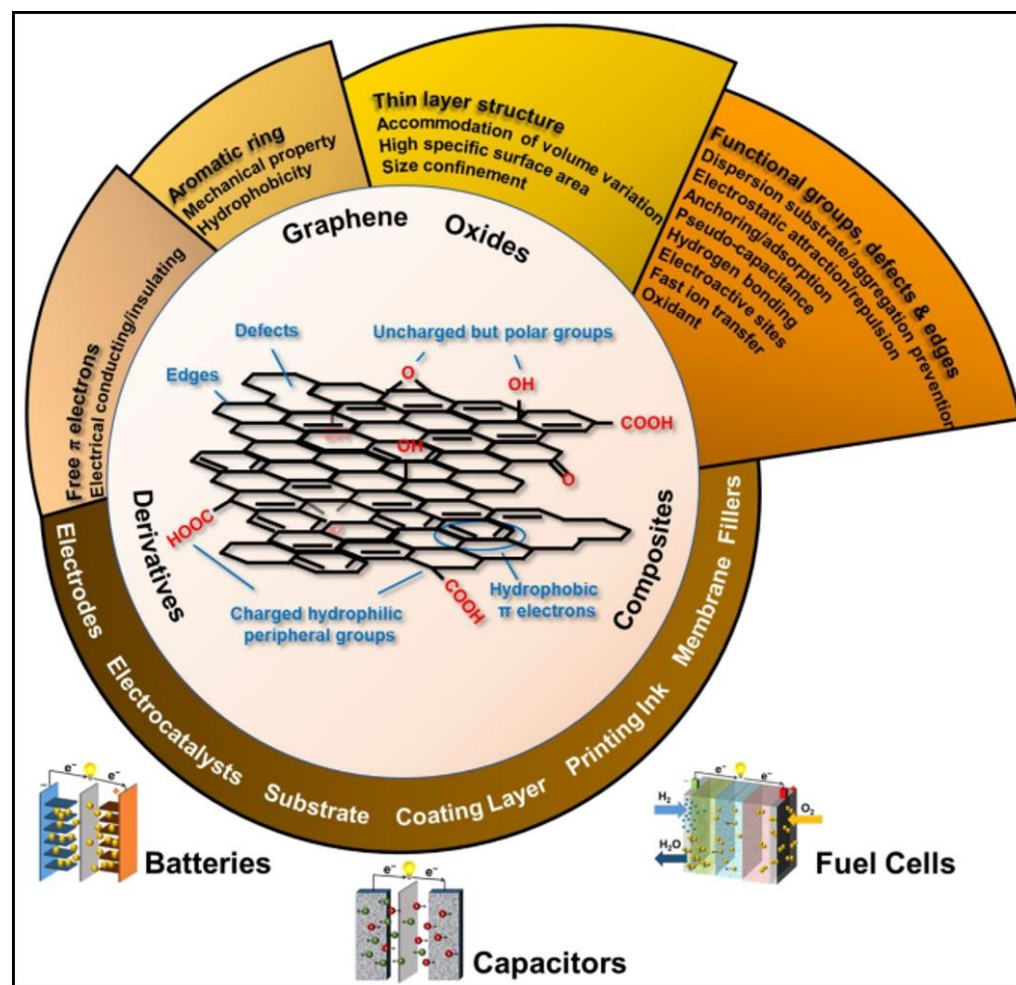 Free π electrons
Electrical conducting/insulating
Aromatic ring
Mechanical property
Hydrophobicity
Thin layer structure
Accommodation of volume variation
High specific surface area
Size confinement
Functional groups, defects & edges
Dispersion substrate/aggregation prevention
Electrostatic attraction/repulsion
Anchoring/adsorption
Pseudo-capacitance
Hydrogen bonding
Electroactive sites
Fast ion transfer
Oxidant
Graphene Oxides
Derivatives
Composites
Defects
Uncharged but polar groups
Edges
O
OH
COOH
OH
OH
O
HOOC
COOH
Hydrophobic
π electrons
Charged hydrophilic
peripheral groups
Electrodes Electrocatalysts Substrate Coating Layer Printing Ink Membrane Fillers
e⁻ e⁻
− +
Batteries
e⁻ e⁻
Capacitors
e⁻ e⁻
− +
H₂
O₂
H₂O
Fuel Cells